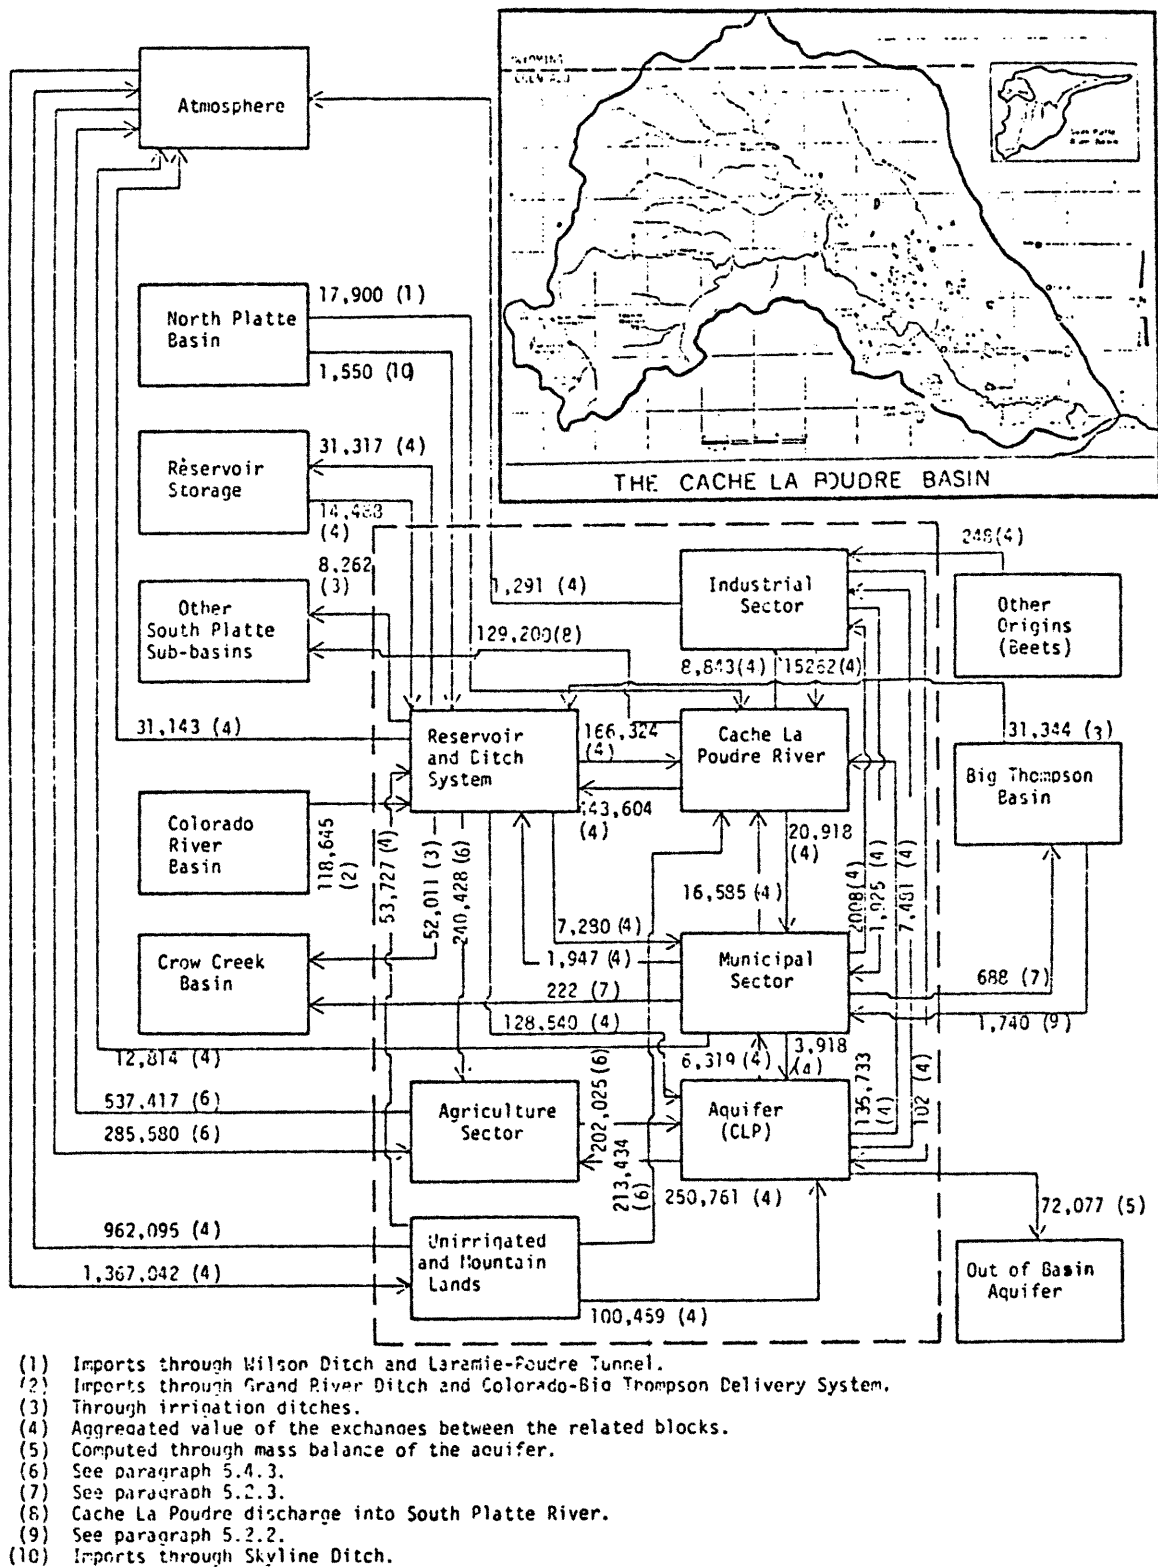 THE CACHE LA POUDRE BASIN
Atmosphere
North Platte
Basin
17,900 (1)
1,550 (10)
Reservoir
Storage
31,317 (4)
14,488
(4)
8,262
(3)
Other
South Platte
Sub-basins
1,291 (4)
129,200(8)
Industrial
Sector
248(4)
Other
Origins
(Beets)
8,843(4)
15262(4)
31,143 (4)
Reservoir
and Ditch
System
166,324
(4)
Cache La
Poudre River
31,344 (3)
Big Thompson
Basin
Colorado
River
Basin
118,645
(2)
53,727 (4)
52,011 (3)
240,428 (6)
143,604
(4)
20,918
(4)
16,585 (4)
2008(4)
1,925 (4)
7,481 (4)
7,280 (4)
1,947 (4)
Crow Creek
Basin
222 (7)
Municipal
Sector
688 (7)
1,740 (9)
128,540 (4)
12,814 (4)
6,319 (4)
3,918
(4)
135,733
(4)
102 (4)
537,417 (6)
285,580 (6)
Agriculture
Sector
202,025 (6)
213,434
(6)
Aquifer
(CLP)
250,761 (4)
72,077 (5)
962,095 (4)
1,367,042 (4)
Unirrigated
and Mountain
Lands
100,459 (4)
Out of Basin
Aquifer
(1) Imports through Wilson Ditch and Laramie-Poudre Tunnel.
(2) Imports through Grand River Ditch and Colorado-Big Thompson Delivery System.
(3) Through irrigation ditches.
(4) Aggregated value of the exchanges between the related blocks.
(5) Computed through mass balance of the aquifer.
(6) See paragraph 5.4.3.
(7) See paragraph 5.2.3.
(8) Cache La Poudre discharge into South Platte River.
(9) See paragraph 5.2.2.
(10) Imports through Skyline Ditch.